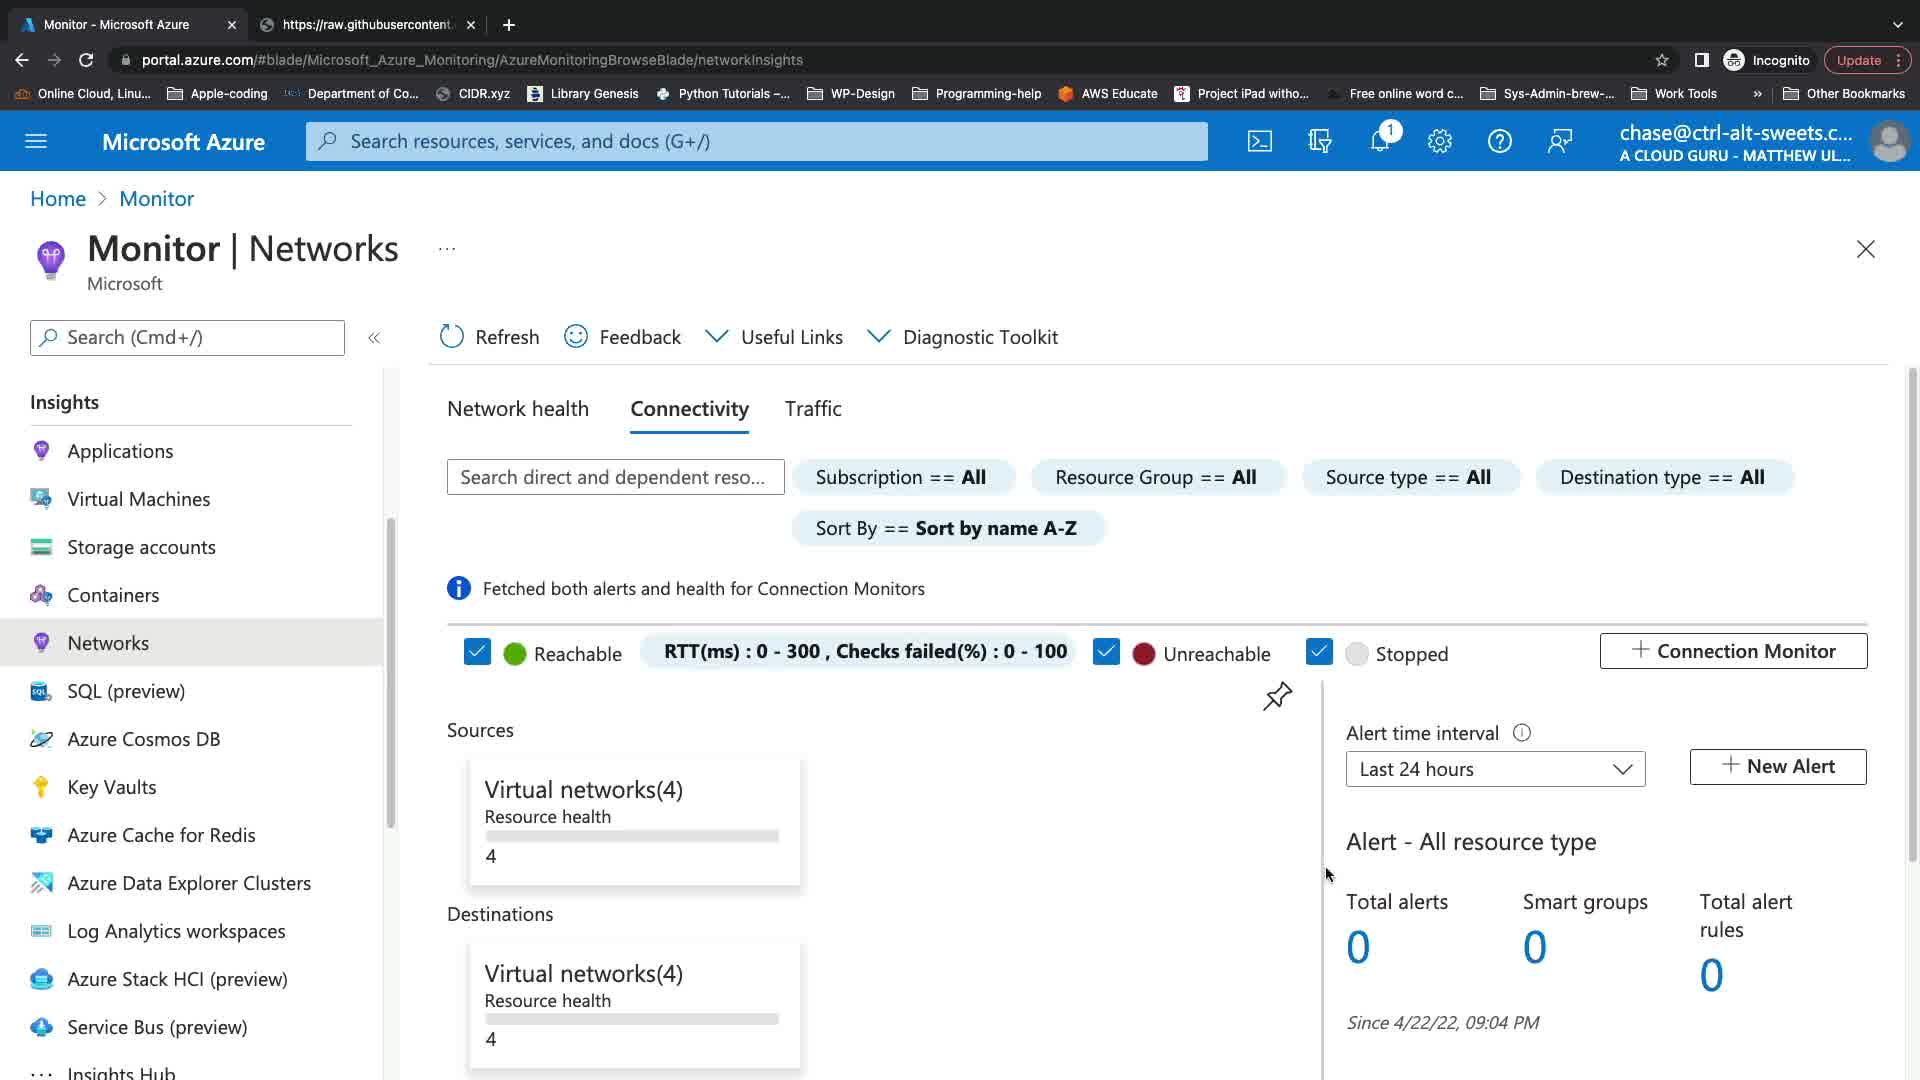 Monitor - Microsoft Azure
https://raw.githubusercontent.
portal.azure.com/#blade/Microsoft_Azure_Monitoring/AzureMonitoringBrowseBlade/networkInsights
Incognito
Update
Online Cloud, Linu...
Apple-coding
Department of Co...
CIDR.xyz
Library Genesis
Python Tutorials –...
WP-Design
Programming-help
AWS Educate
Project iPad witho...
Free online word c...
Sys-Admin-brew-...
Work Tools
»
Other Bookmarks
Microsoft Azure
Search resources, services, and docs (G+/)
1
chase@ctrl-alt-sweets.c...
A CLOUD GURU - MATTHEW UL...
Home > Monitor
Monitor | Networks
...
Microsoft
Search (Cmd+/)
«
Refresh
Feedback
Useful Links
Diagnostic Toolkit
Insights
Applications
Virtual Machines
Storage accounts
Containers
Networks
SQL (preview)
Azure Cosmos DB
Key Vaults
Azure Cache for Redis
Azure Data Explorer Clusters
Log Analytics workspaces
Azure Stack HCI (preview)
Service Bus (preview)
Insights Hub
Network health
Connectivity
Traffic
Search direct and dependent reso...
Subscription == All
Resource Group == All
Source type == All
Destination type == All
Sort By == Sort by name A-Z
Fetched both alerts and health for Connection Monitors
Reachable
RTT(ms) : 0 - 300 , Checks failed(%) : 0 - 100
Unreachable
Stopped
+ Connection Monitor
Sources
Virtual networks(4)
Resource health
4
Destinations
Virtual networks(4)
Resource health
4
Alert time interval
Last 24 hours
+ New Alert
Alert - All resource type
Total alerts
0
Smart groups
0
Total alert
rules
0
Since 4/22/22, 09:04 PM